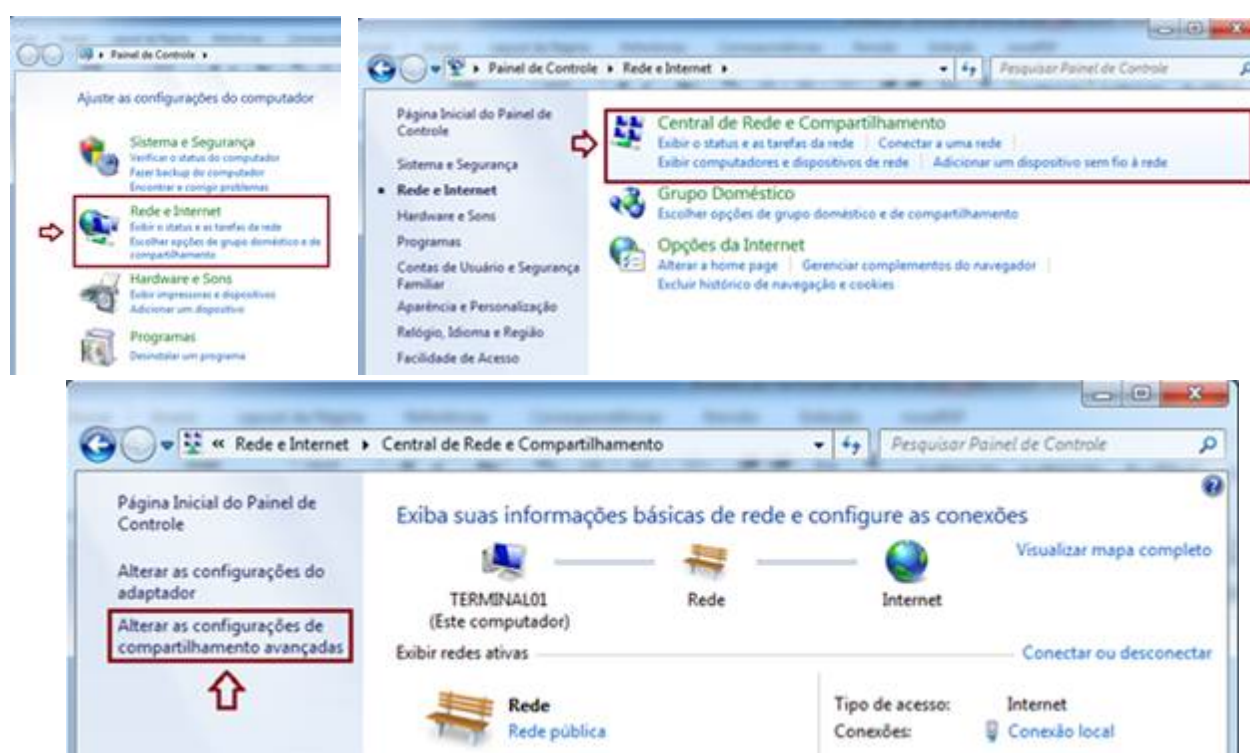 Painel de Controle
Ajuste as configurações do computador
Sistema e Segurança
Verificar o status do computador
Fazer backup do computador
Encontrar e corrigir problemas
Rede e Internet
Exibir o status e as tarefas da rede
Escolher opções de grupo doméstico e de
compartilhamento
Hardware e Sons
Exibir impressoras e dispositivos
Adicionar um dispositivo
Programas
Desinstalar um programa
Painel de Controle Rede e Internet
Pesquisar Painel de Controle
Página Inicial do Painel de
Controle
Sistema e Segurança
Rede e Internet
Hardware e Sons
Programas
Contas de Usuário e Segurança
Familiar
Aparência e Personalização
Relógio, Idioma e Região
Facilidade de Acesso
Central de Rede e Compartilhamento
Exibir o status e as tarefas da rede Conectar a uma rede
Exibir computadores e dispositivos de rede Adicionar um dispositivo sem fio à rede
Grupo Doméstico
Escolher opções de grupo doméstico e de compartilhamento
Opções da Internet
Alterar a home page Gerenciar complementos do navegador
Excluir histórico de navegação e cookies
« Rede e Internet Central de Rede e Compartilhamento
Pesquisar Painel de Controle
Página Inicial do Painel de
Controle
Alterar as configurações do
adaptador
Alterar as configurações de
compartilhamento avançadas
Exiba suas informações básicas de rede e configure as conexões
Visualizar mapa completo
TERMINAL01 Rede Internet
(Este computador)
Exibir redes ativas Conectar ou desconectar
Rede
Rede pública
Tipo de acesso: Internet
Conexões: Conexão local